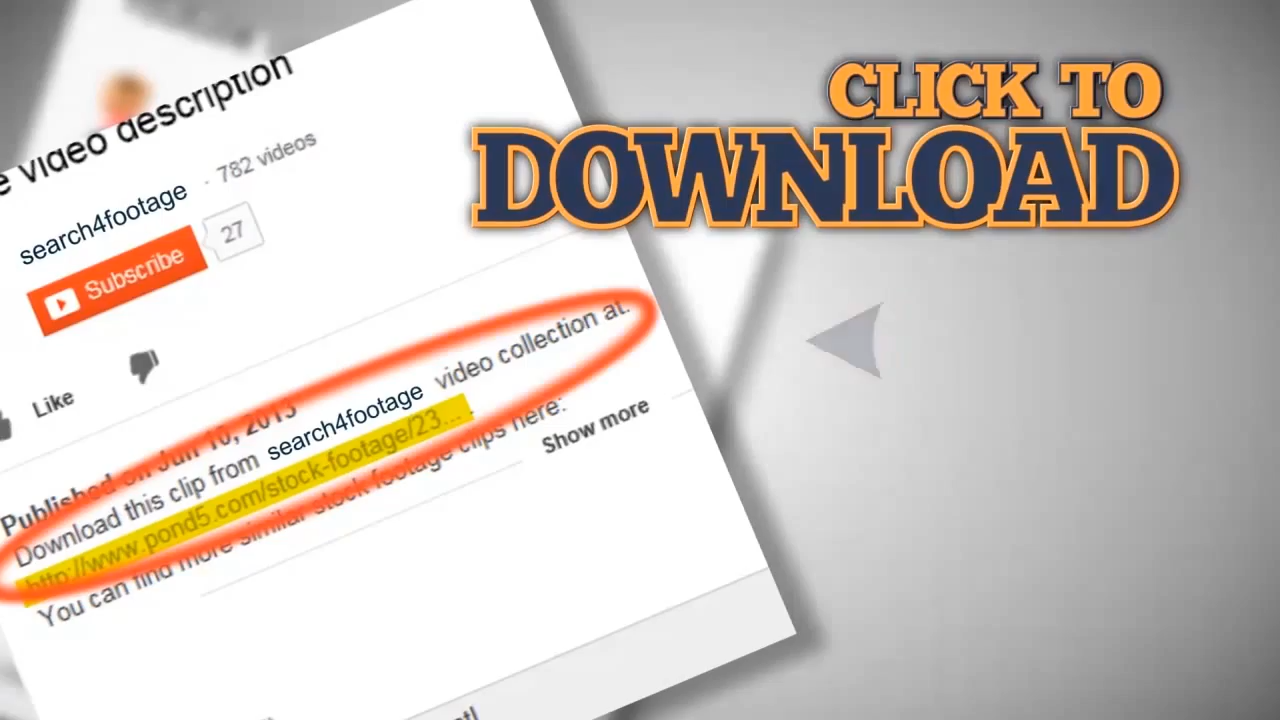 CLICK TO
DOWNLOAD
e video description
search4footage · 782 videos
Subscribe 27
Like
Published on Jun 10, 2013
Download this clip from search4footage video collection at:
http://www.pond5.com/stock-footage/23... .
You can find more similar stock footage clips here:
Show more